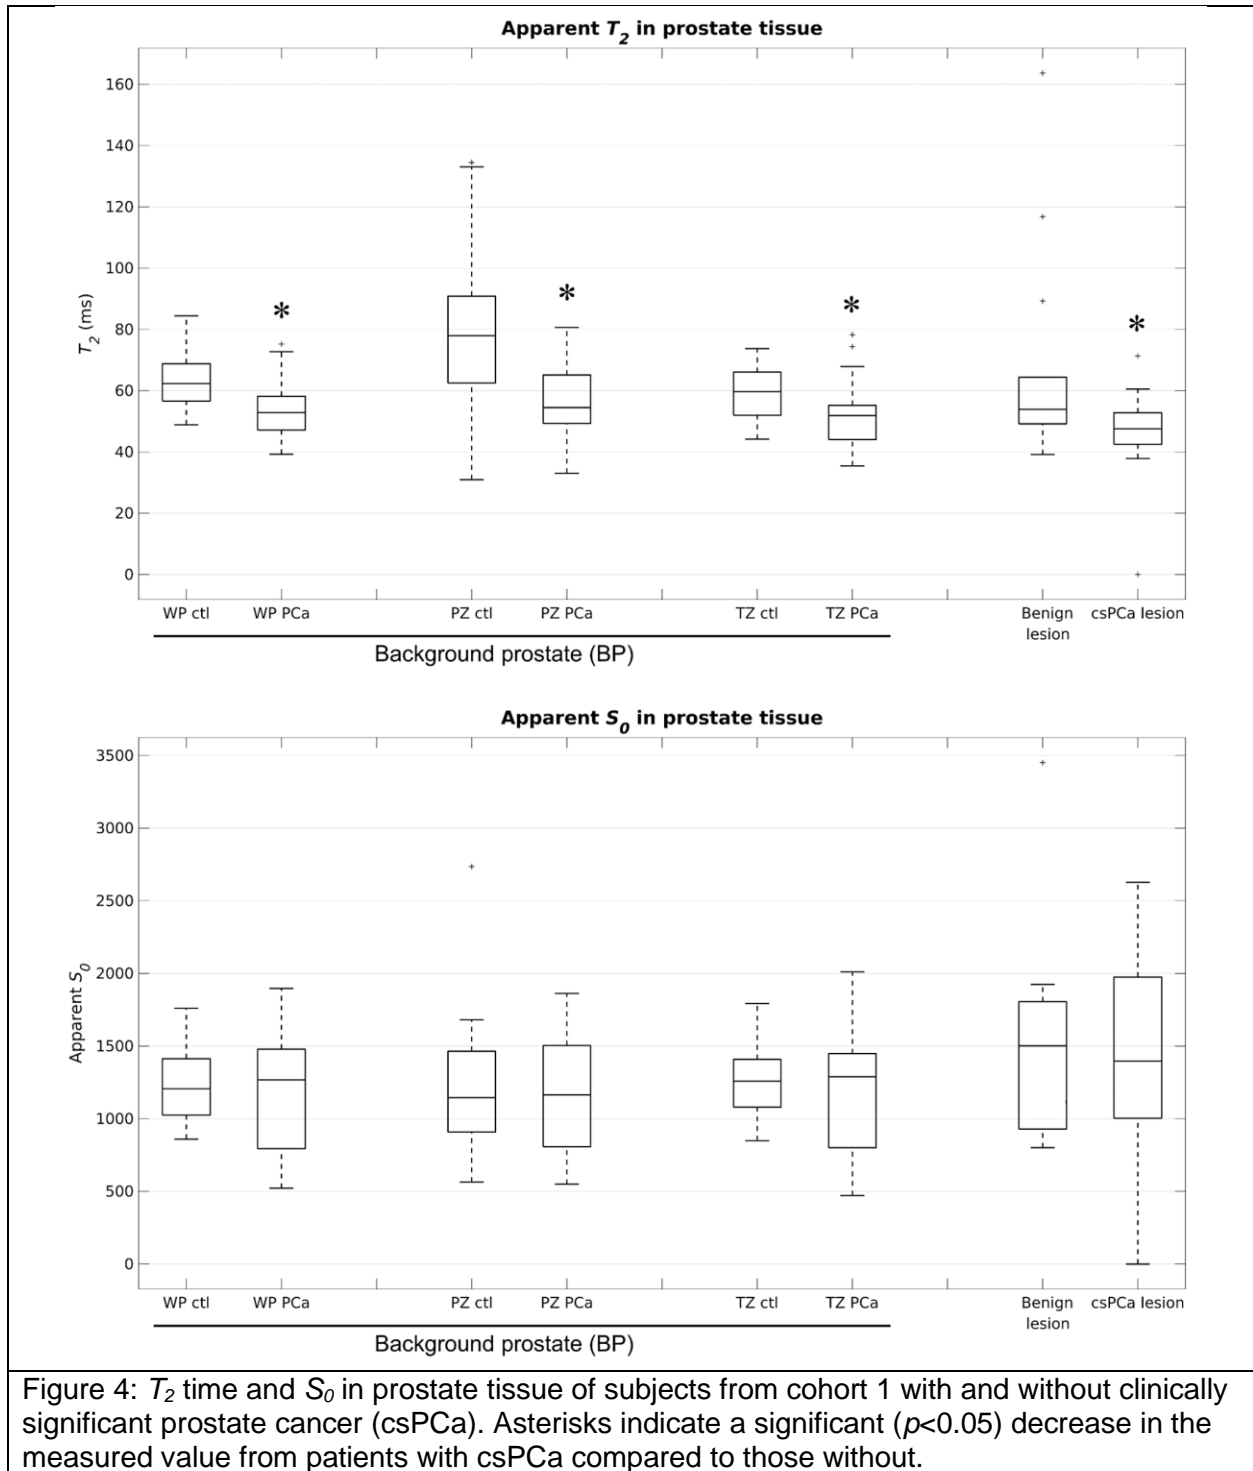 Apparent T2 in prostate tissue
160
140
120
100
80
60
40
20
0
T2 (ms)
* * * *
WP ctl WP PCa PZ ctl PZ PCa TZ ctl TZ PCa Benign lesion csPCa lesion
Background prostate (BP)
Apparent S0 in prostate tissue
3500
3000
2500
2000
1500
1000
500
0
Apparent S0
WP ctl WP PCa PZ ctl PZ PCa TZ ctl TZ PCa Benign lesion csPCa lesion
Background prostate (BP)
Figure 4: T2 time and S0 in prostate tissue of subjects from cohort 1 with and without clinically
significant prostate cancer (csPCa). Asterisks indicate a significant (p<0.05) decrease in the
measured value from patients with csPCa compared to those without.